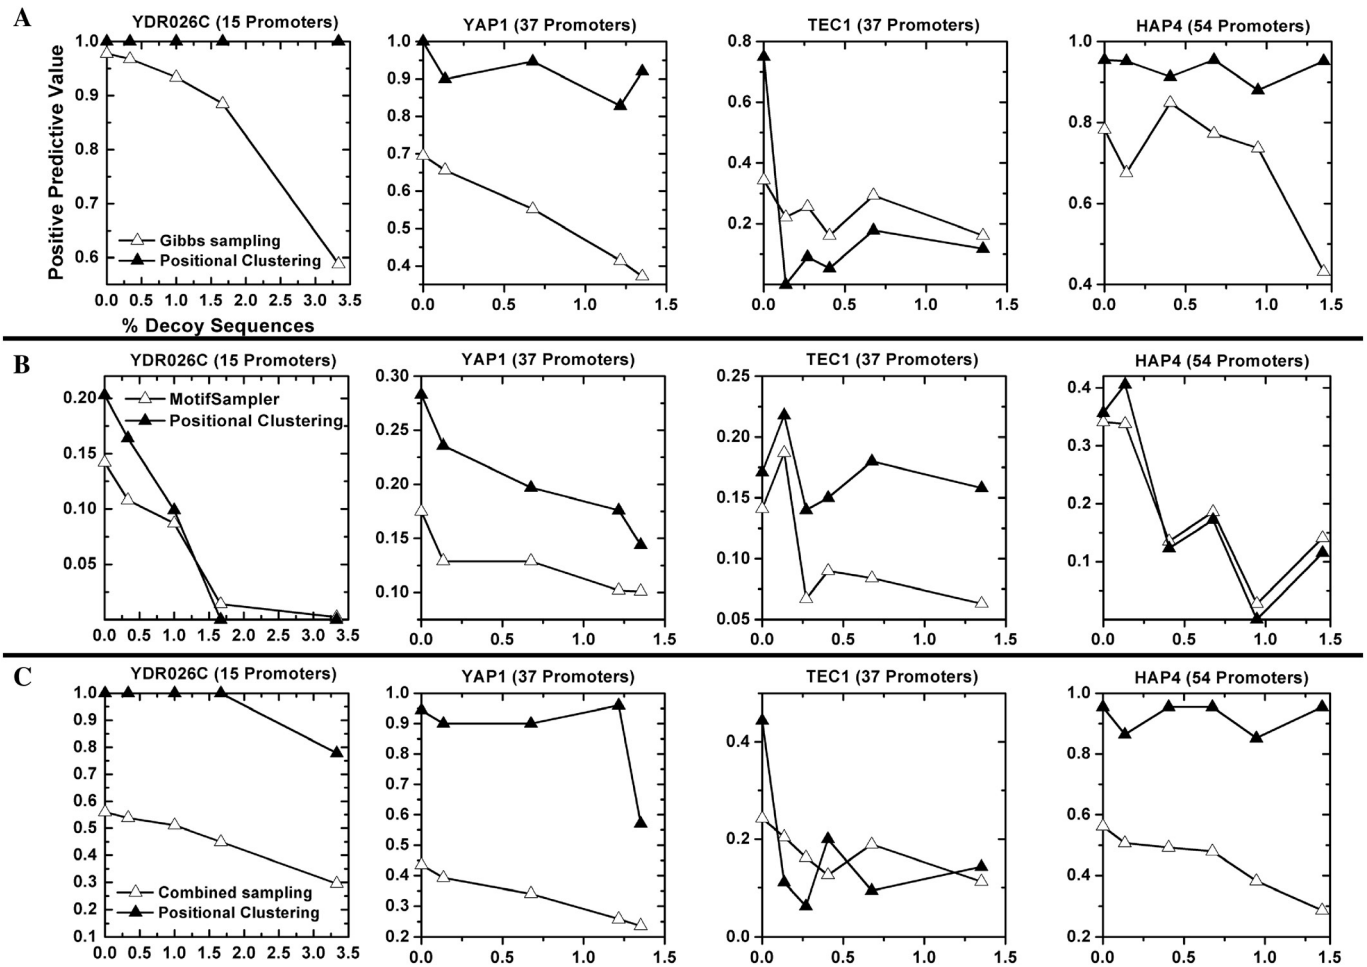 A
YDR026C (15 Promoters)
YAP1 (37 Promoters)
TEC1 (37 Promoters)
HAP4 (54 Promoters)
Positive Predictive Value
1.0
0.9
0.8
0.7
0.6
Gibbs sampling
Positional Clustering
0.0 0.5 1.0 1.5 2.0 2.5 3.0 3.5
% Decoy Sequences
1.0
0.9
0.8
0.7
0.6
0.5
0.4
0.0 0.5 1.0 1.5
0.8
0.6
0.4
0.2
0.0 0.5 1.0 1.5
1.0
0.8
0.6
0.4
0.0 0.5 1.0 1.5
B
YDR026C (15 Promoters)
YAP1 (37 Promoters)
TEC1 (37 Promoters)
HAP4 (54 Promoters)
MotifSampler
Positional Clustering
0.20
0.15
0.10
0.05
0.0 0.5 1.0 1.5 2.0 2.5 3.0 3.5
0.30
0.25
0.20
0.15
0.10
0.0 0.5 1.0 1.5
0.25
0.20
0.15
0.10
0.05
0.0 0.5 1.0 1.5
0.4
0.3
0.2
0.1
0.0 0.5 1.0 1.5
C
YDR026C (15 Promoters)
YAP1 (37 Promoters)
TEC1 (37 Promoters)
HAP4 (54 Promoters)
1.0
0.9
0.8
0.7
0.6
0.5
0.4
0.3
0.2
0.1
Combined sampling
Positional Clustering
0.0 0.5 1.0 1.5 2.0 2.5 3.0 3.5
1.0
0.9
0.8
0.7
0.6
0.5
0.4
0.3
0.2
0.0 0.5 1.0 1.5
0.4
0.2
0.0
0.0 0.5 1.0 1.5
1.0
0.8
0.6
0.4
0.2
0.0 0.5 1.0 1.5